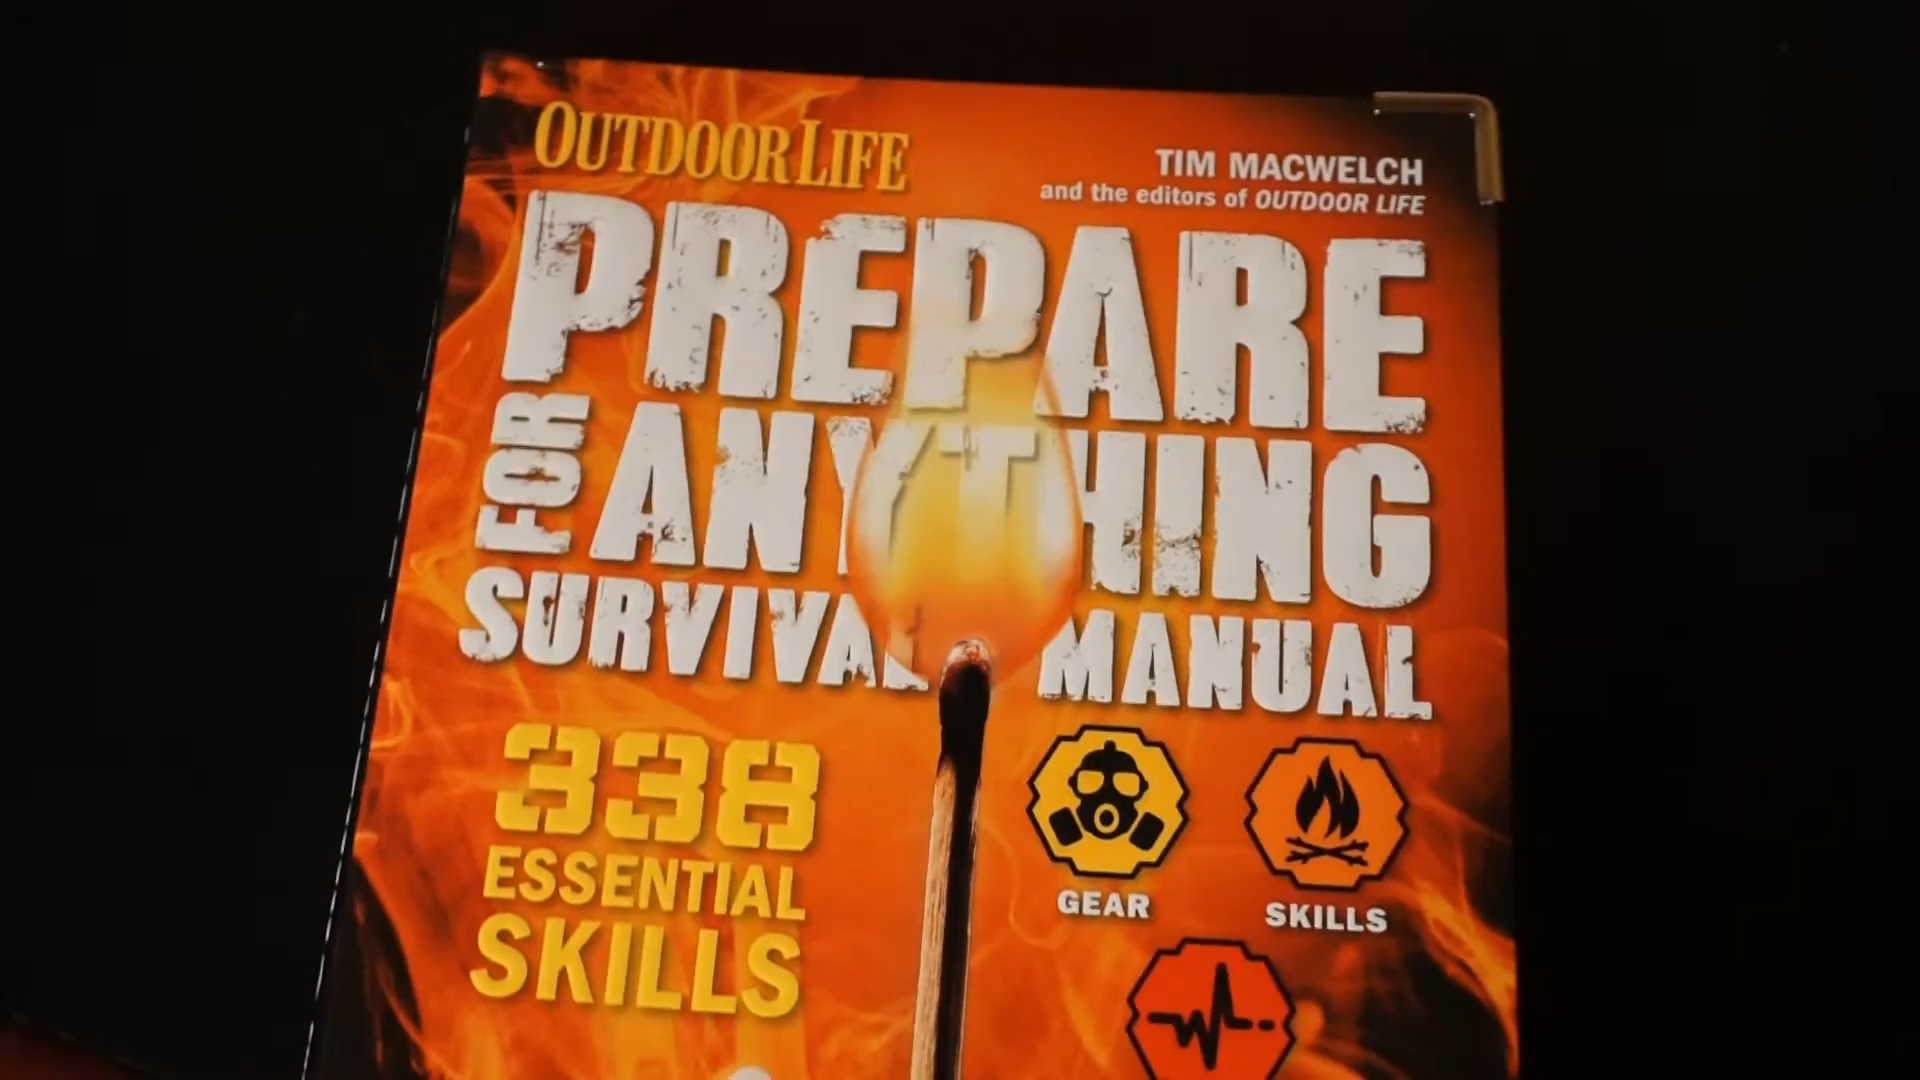 OUTDOOR LIFE
TIM MACWELCH
and the editors of OUTDOOR LIFE
PREPARE
FOR
ANYTHING
SURVIVAL MANUAL
338
ESSENTIAL
SKILLS
GEAR
SKILLS